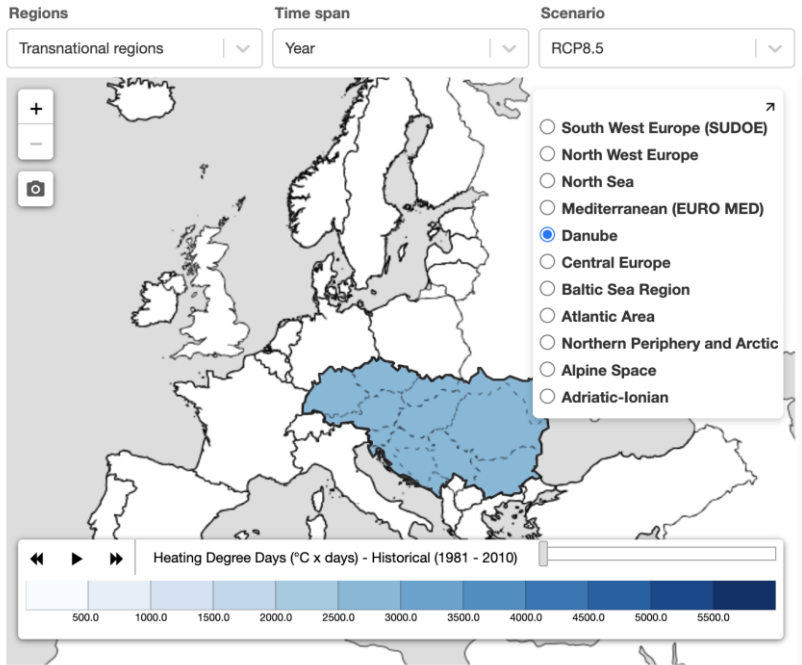 Regions
Time span
Scenario
Transnational regions
Year
RCP8.5
+
−
South West Europe (SUDOE)
North West Europe
North Sea
Mediterranean (EURO MED)
Danube
Central Europe
Baltic Sea Region
Atlantic Area
Northern Periphery and Arctic
Alpine Space
Adriatic-Ionian
Heating Degree Days (°C x days) - Historical (1981 - 2010)
500.0 1000.0 1500.0 2000.0 2500.0 3000.0 3500.0 4000.0 4500.0 5000.0 5500.0